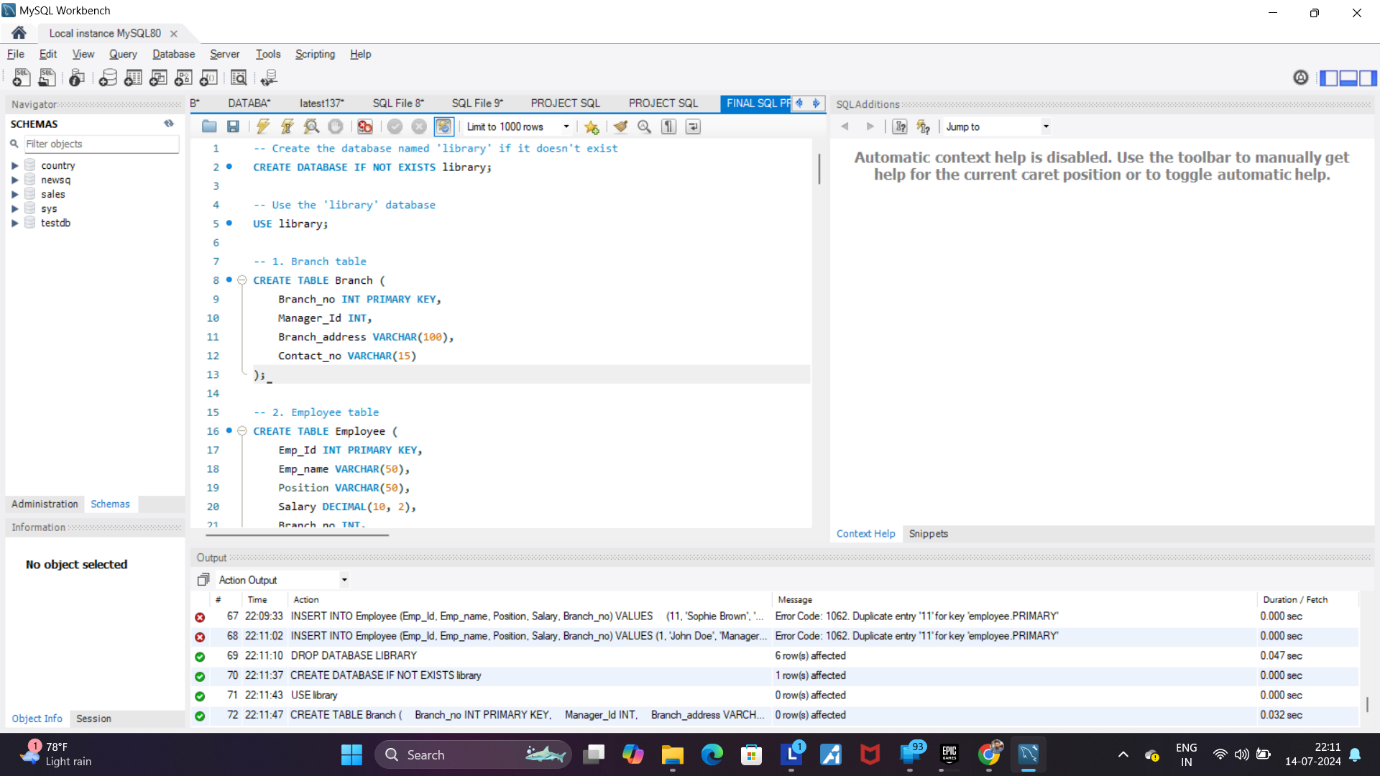 MySQL Workbench
Local instance MySQL80
File Edit View Query Database Server Tools Scripting Help
Navigator
SCHEMAS
Filter objects
country
newsq
sales
sys
testdb
Administration Schemas
Information
No object selected
Object Info Session
B* DATABA* latest137* SQL File 8* SQL File 9* PROJECT SQL PROJECT SQL FINAL SQL PR
Limit to 1000 rows
1 -- Create the database named 'library' if it doesn't exist
2 CREATE DATABASE IF NOT EXISTS library;
3
4 -- Use the 'library' database
5 USE library;
6
7 -- 1. Branch table
8 CREATE TABLE Branch (
9 Branch_no INT PRIMARY KEY,
10 Manager_Id INT,
11 Branch_address VARCHAR(100),
12 Contact_no VARCHAR(15)
13 );
14
15 -- 2. Employee table
16 CREATE TABLE Employee (
17 Emp_Id INT PRIMARY KEY,
18 Emp_name VARCHAR(50),
19 Position VARCHAR(50),
20 Salary DECIMAL(10, 2),
21 Branch_no INT,
SQLAdditions
Jump to
Automatic context help is disabled. Use the toolbar to manually get
help for the current caret position or to toggle automatic help.
Context Help Snippets
Output
Action Output
# Time Action Message Duration / Fetch
67 22:09:33 INSERT INTO Employee (Emp_Id, Emp_name, Position, Salary, Branch_no) VALUES (11, 'Sophie Brown', '... Error Code: 1062. Duplicate entry '11' for key 'employee.PRIMARY' 0.000 sec
68 22:11:02 INSERT INTO Employee (Emp_Id, Emp_name, Position, Salary, Branch_no) VALUES (1, 'John Doe', 'Manager... Error Code: 1062. Duplicate entry '11' for key 'employee.PRIMARY' 0.000 sec
69 22:11:10 DROP DATABASE LIBRARY 6 row(s) affected 0.047 sec
70 22:11:37 CREATE DATABASE IF NOT EXISTS library 1 row(s) affected 0.000 sec
71 22:11:43 USE library 0 row(s) affected 0.000 sec
72 22:11:47 CREATE TABLE Branch ( Branch_no INT PRIMARY KEY, Manager_Id INT, Branch_address VARCH... 0 row(s) affected 0.032 sec
1 78°F
Light rain
Search
L 1
93
EPIC GAMES
ENG
IN
22:11
14-07-2024